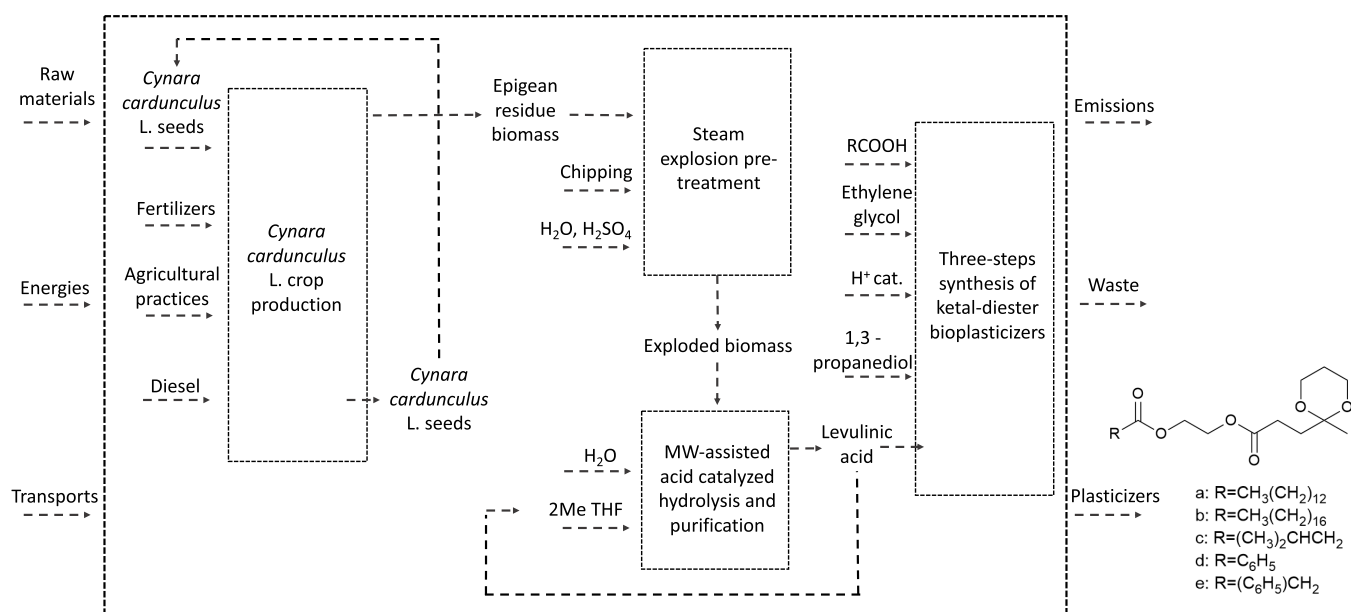 Raw
materials
Energies
Transports
Cynara
cardunculus
L. seeds
Fertilizers
Agricultural
practices
Diesel
Cynara
cardunculus
L. crop
production
Cynara
cardunculus
L. seeds
Epigean
residue
biomass
Chipping
H₂O, H₂SO₄
Steam
explosion pre-
treatment
Exploded biomass
H₂O
2Me THF
MW-assisted
acid catalyzed
hydrolysis and
purification
Levulinic
acid
RCOOH
Ethylene
glycol
H⁺ cat.
1,3 -
propanediol
Three-steps
synthesis of
ketal-diester
bioplasticizers
Emissions
Waste
Plasticizers
O
R
O
O
O
O
O
a: R=CH₃(CH₂)₁₂
b: R=CH₃(CH₂)₁₆
c: R=(CH₃)₂CHCH₂
d: R=C₆H₅
e: R=(C₆H₅)CH₂